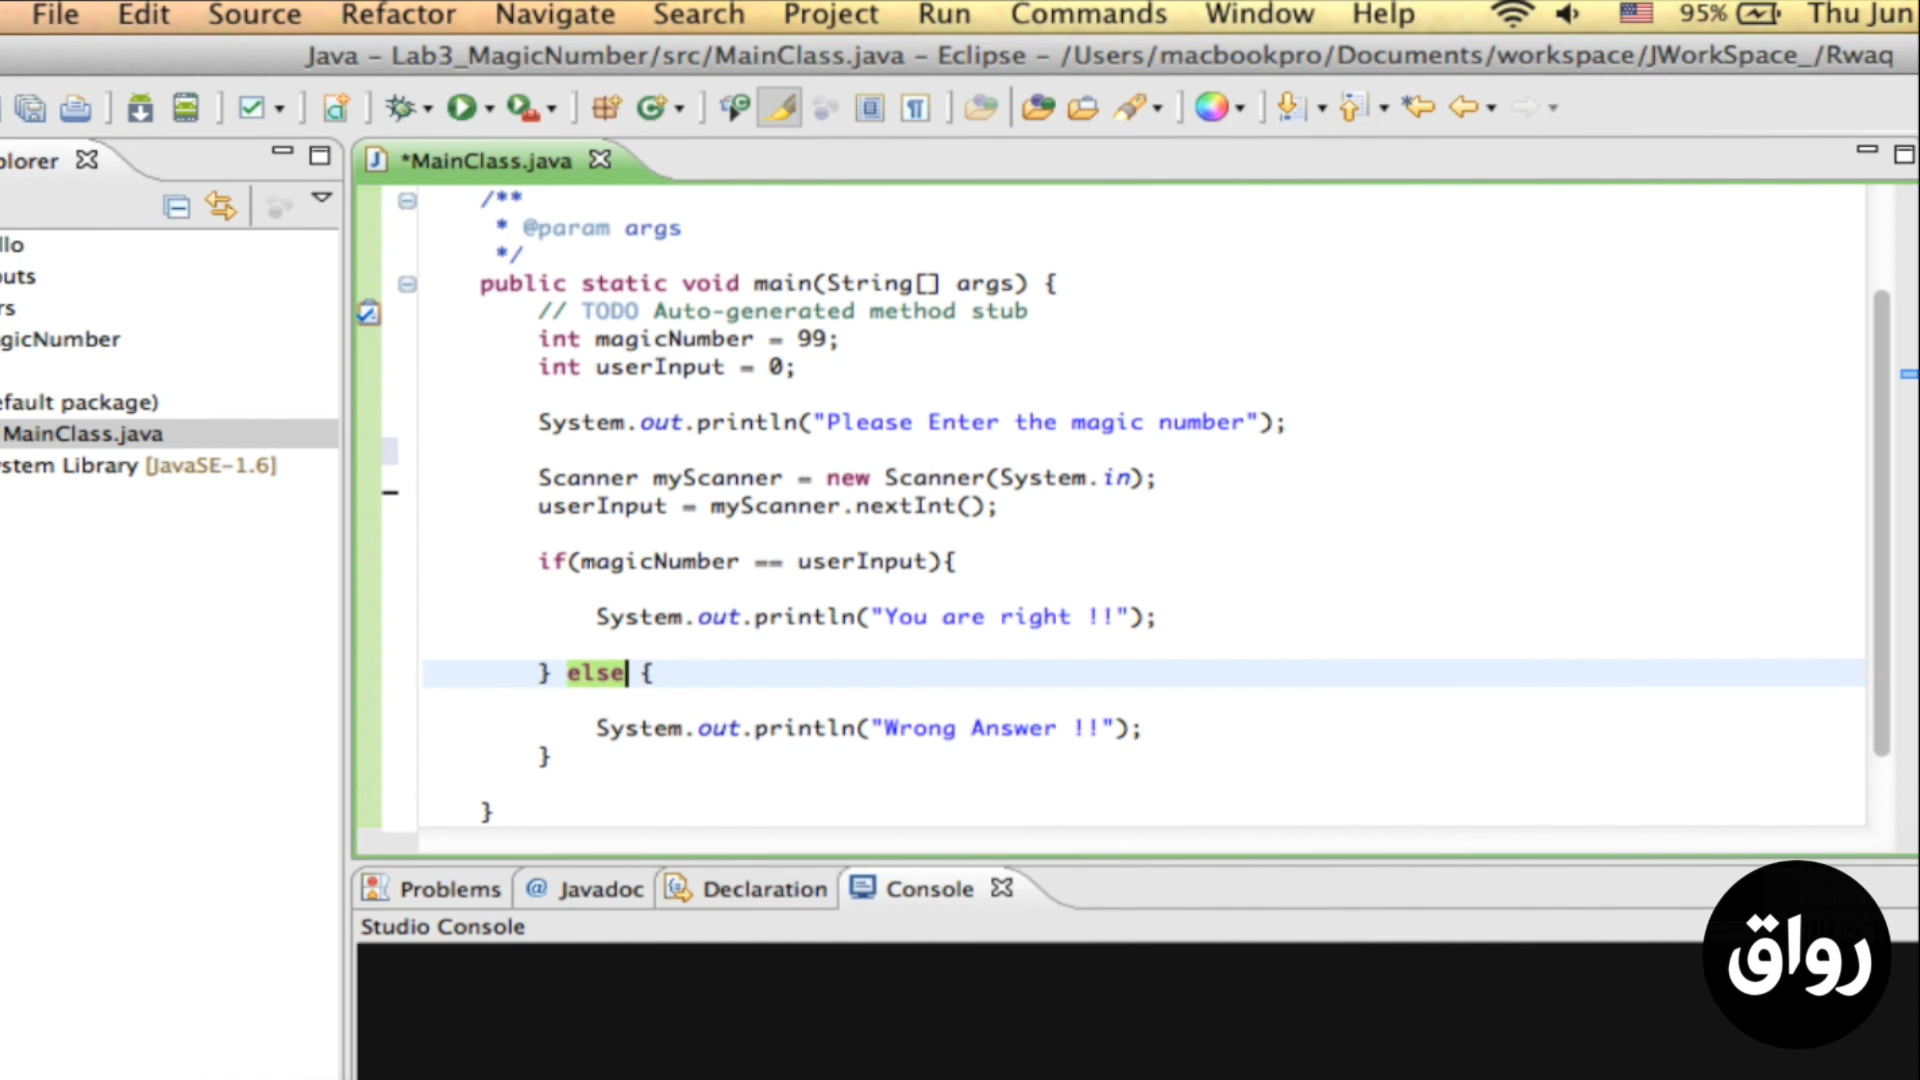 File Edit Source Refactor Navigate Search Project Run Commands Window Help 95% Thu Jun
Java – Lab3_MagicNumber/src/MainClass.java – Eclipse – /Users/macbookpro/Documents/workspace/JWorkSpace_/Rwaq
plorer
*MainClass.java
llo
outs
rs
gicNumber
efault package)
MainClass.java
stem Library [JavaSE-1.6]
/**
* @param args
*/
public static void main(String[] args) {
// TODO Auto-generated method stub
int magicNumber = 99;
int userInput = 0;
System.out.println("Please Enter the magic number");
Scanner myScanner = new Scanner(System.in);
userInput = myScanner.nextInt();
if(magicNumber == userInput){
System.out.println("You are right !!");
} else {
System.out.println("Wrong Answer !!");
}
}
Problems @ Javadoc Declaration Console
Studio Console
رواق